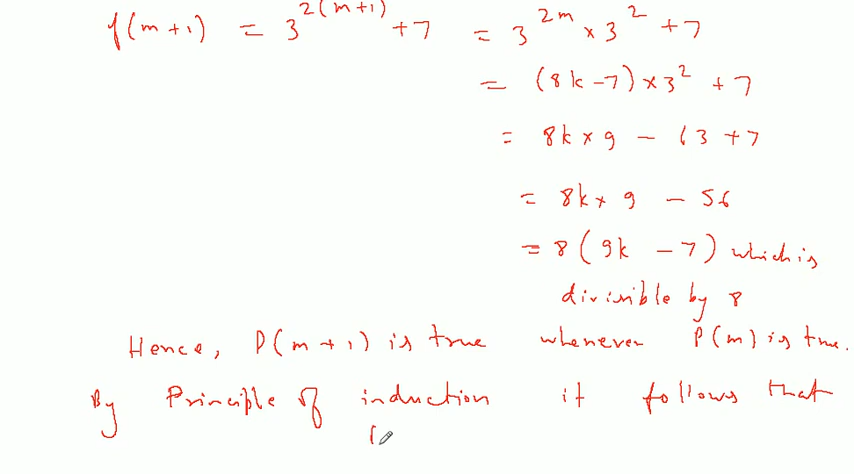 f(m+1) = 3^{2(m+1)} + 7 = 3^{2m} × 3^2 + 7
= (8k - 7) × 3^2 + 7
= 8k × 9 - 63 + 7
= 8k × 9 - 56
= 8(9k - 7) which is
divisible by 8
Hence, P(m+1) is true whenever P(m) is true.
By Principle of induction it follows that